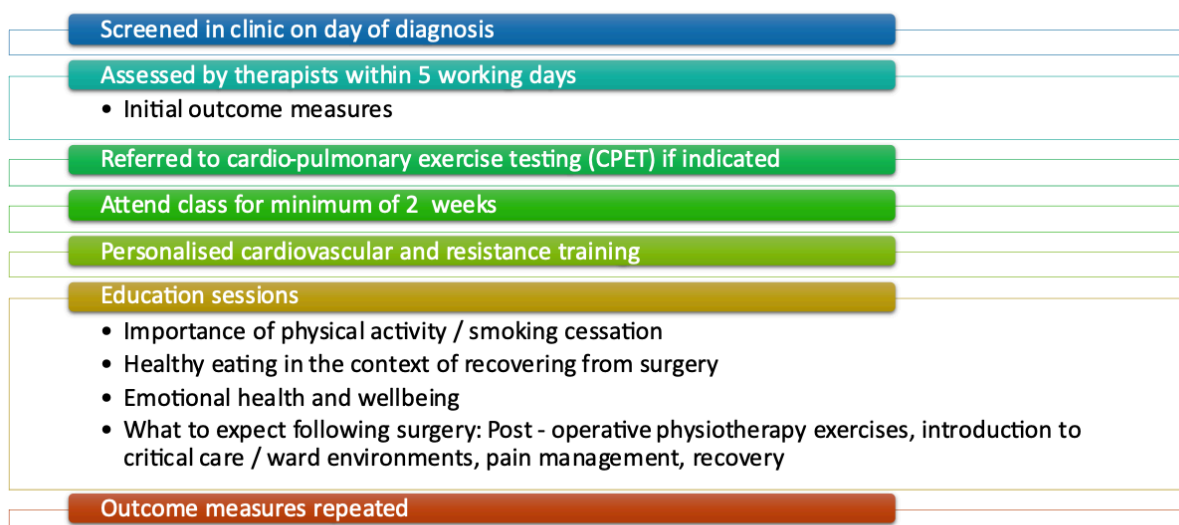 Screened in clinic on day of diagnosis
Assessed by therapists within 5 working days
• Initial outcome measures
Referred to cardio-pulmonary exercise testing (CPET) if indicated
Attend class for minimum of 2  weeks
Personalised cardiovascular and resistance training
Education sessions
• Importance of physical activity / smoking cessation
• Healthy eating in the context of recovering from surgery
• Emotional health and wellbeing
• What to expect following surgery: Post - operative physiotherapy exercises, introduction to
critical care / ward environments, pain management, recovery
Outcome measures repeated